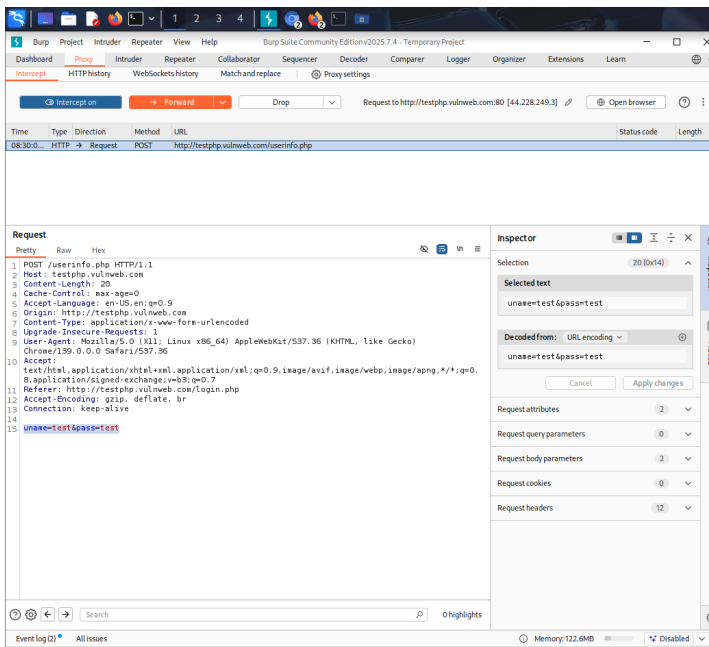 1 2 3 4
Burp Project Intruder Repeater View Help Burp Suite Community Edition v2025.7.4 - Temporary Project
Dashboard Proxy Intruder Repeater Collaborator Sequencer Decoder Comparer Logger Organizer Extensions Learn
Intercept HTTP history WebSockets history Match and replace Proxy settings
Intercept on → Forward Drop Request to http://testphp.vulnweb.com:80 [44.228.249.3] Open browser
Time Type Direction Method URL Status code Length
08:30:0... HTTP → Request POST http://testphp.vulnweb.com/userinfo.php
Request
Pretty Raw Hex
1 POST /userinfo.php HTTP/1.1
2 Host: testphp.vulnweb.com
3 Content-Length: 20
4 Cache-Control: max-age=0
5 Accept-Language: en-US,en;q=0.9
6 Origin: http://testphp.vulnweb.com
7 Content-Type: application/x-www-form-urlencoded
8 Upgrade-Insecure-Requests: 1
9 User-Agent: Mozilla/5.0 (X11; Linux x86_64) AppleWebKit/537.36 (KHTML, like Gecko)
Chrome/139.0.0.0 Safari/537.36
10 Accept:
text/html,application/xhtml+xml,application/xml;q=0.9,image/avif,image/webp,image/apng,*/*;q=0.
8,application/signed-exchange;v=b3;q=0.7
11 Referer: http://testphp.vulnweb.com/login.php
12 Accept-Encoding: gzip, deflate, br
13 Connection: keep-alive
14
15 uname=test&pass=test
Search 0 highlights
Inspector
Selection 20 (0x14)
Selected text
uname=test&pass=test
Decoded from: URL encoding
uname=test&pass=test
Cancel Apply changes
Request attributes 2
Request query parameters 0
Request body parameters 2
Request cookies 0
Request headers 12
Event log (2) All issues Memory: 122.6MB Disabled